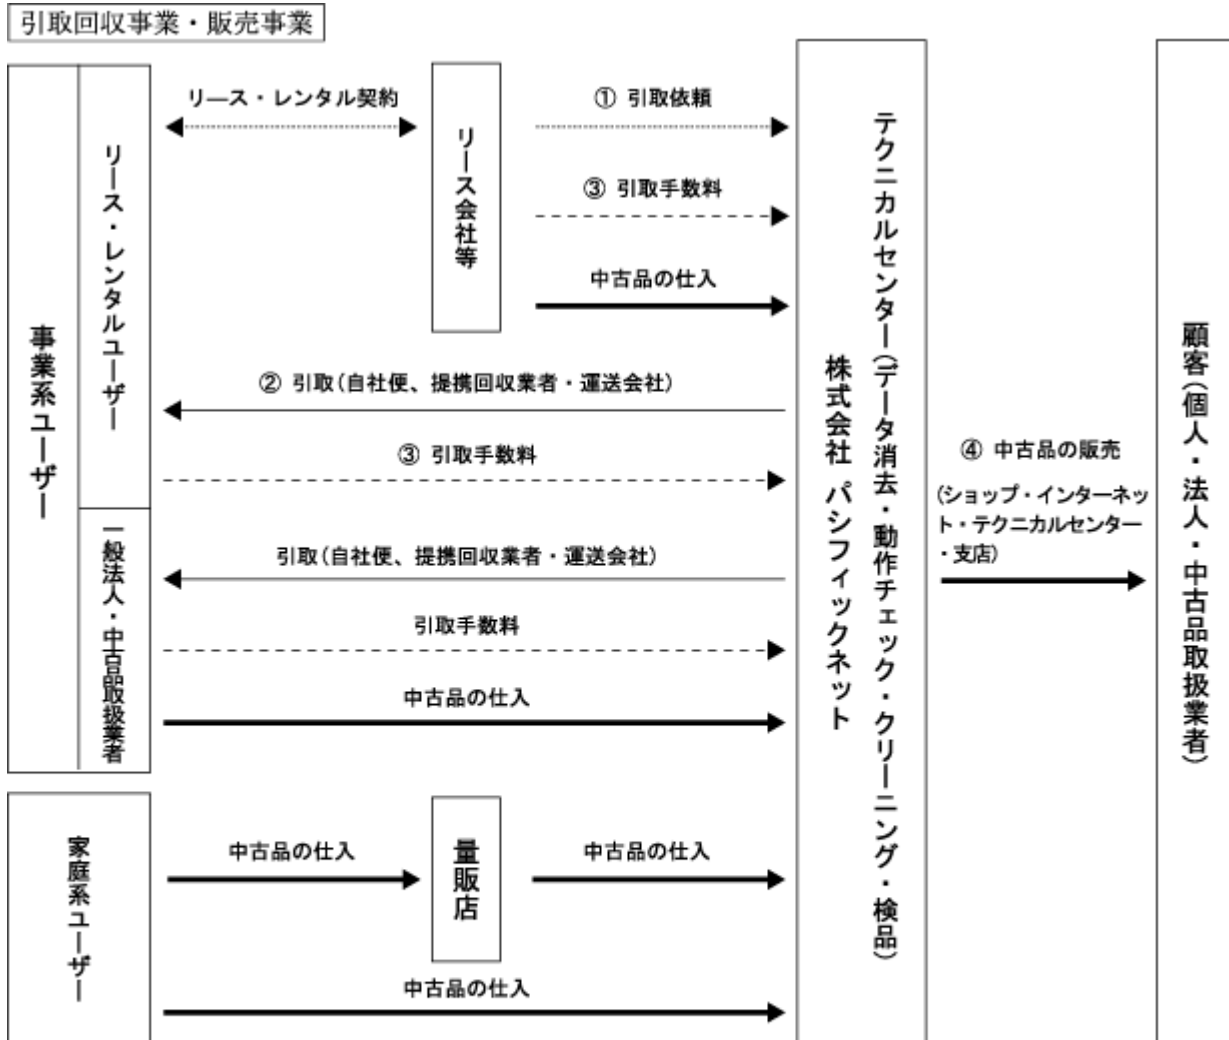 引取回収事業・販売事業
事業系ユーザー
リース・レンタルユーザー
一般法人・中古品取扱業者
リース・レンタル契約
リース会社等
① 引取依頼
③ 引取手数料
中古品の仕入
② 引取(自社便、提携回収業者・運送会社)
③ 引取手数料
引取(自社便、提携回収業者・運送会社)
引取手数料
中古品の仕入
家庭系ユーザー
中古品の仕入
量販店
中古品の仕入
中古品の仕入
テクニカルセンター(データ消去・動作チェック・クリーニング・検品)
株式会社 パシフィックネット
④ 中古品の販売
(ショップ・インターネッ
ト・テクニカルセンター
・支店)
顧客(個人・法人・中古品取扱業者)